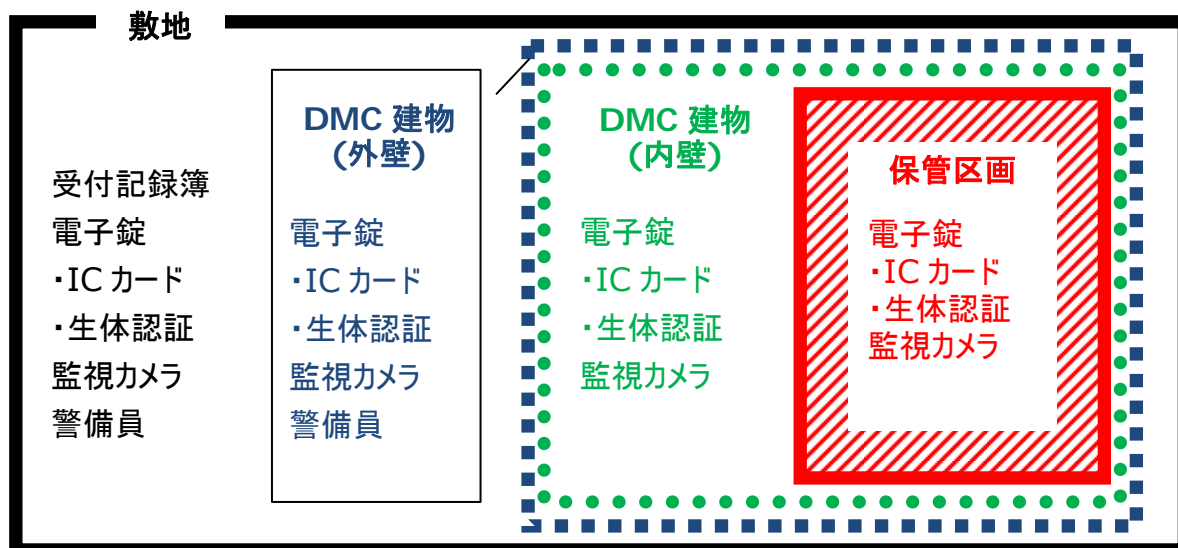 敷地
受付記録簿
電子錠
・IC カード
・生体認証
監視カメラ
警備員
DMC 建物
(外壁)
電子錠
・IC カード
・生体認証
監視カメラ
警備員
DMC 建物
(内壁)
電子錠
・IC カード
・生体認証
監視カメラ
保管区画
電子錠
・IC カード
・生体認証
監視カメラ